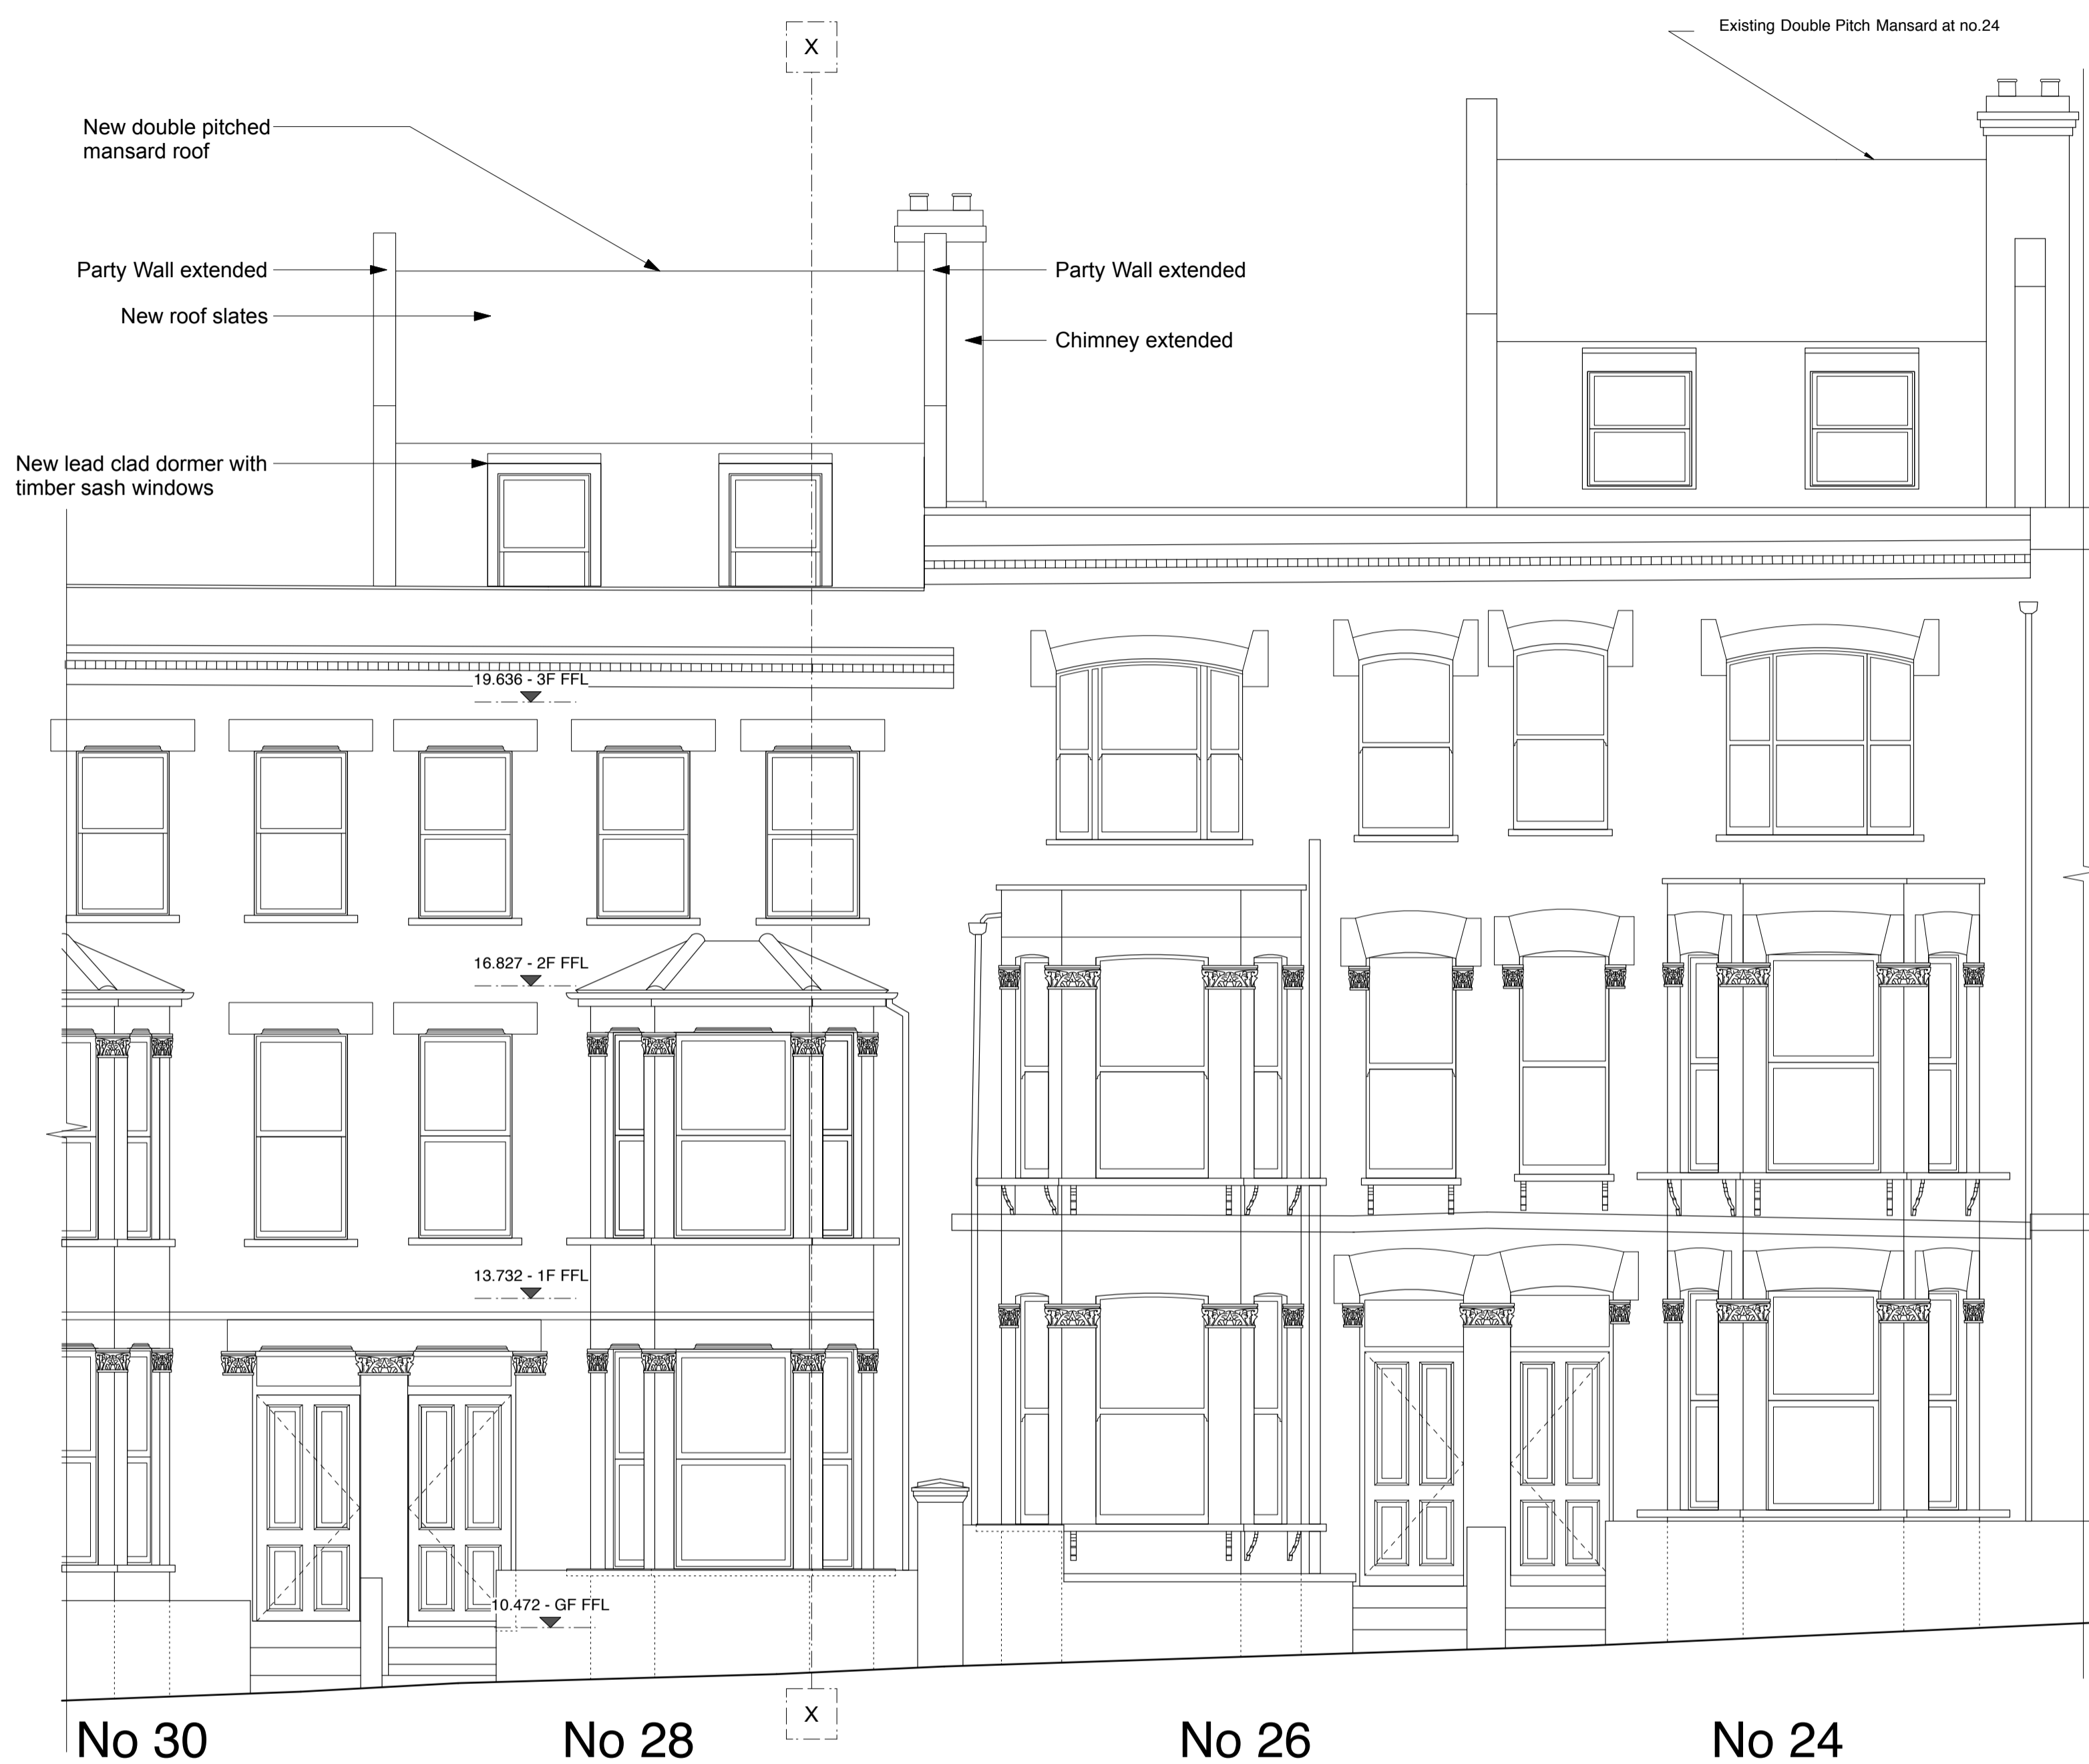 X
Existing Double Pitch Mansard at no.24
New double pitched
mansard roof
Party Wall extended
Party Wall extended
New roof slates
Chimney extended
New lead clad dormer with
timber sash windows
19.636 - 3F FFL
16.827 - 2F FFL
13.732 - 1F FFL
10.472 - GF FFL
X
No 30
No 28
No 26
No 24